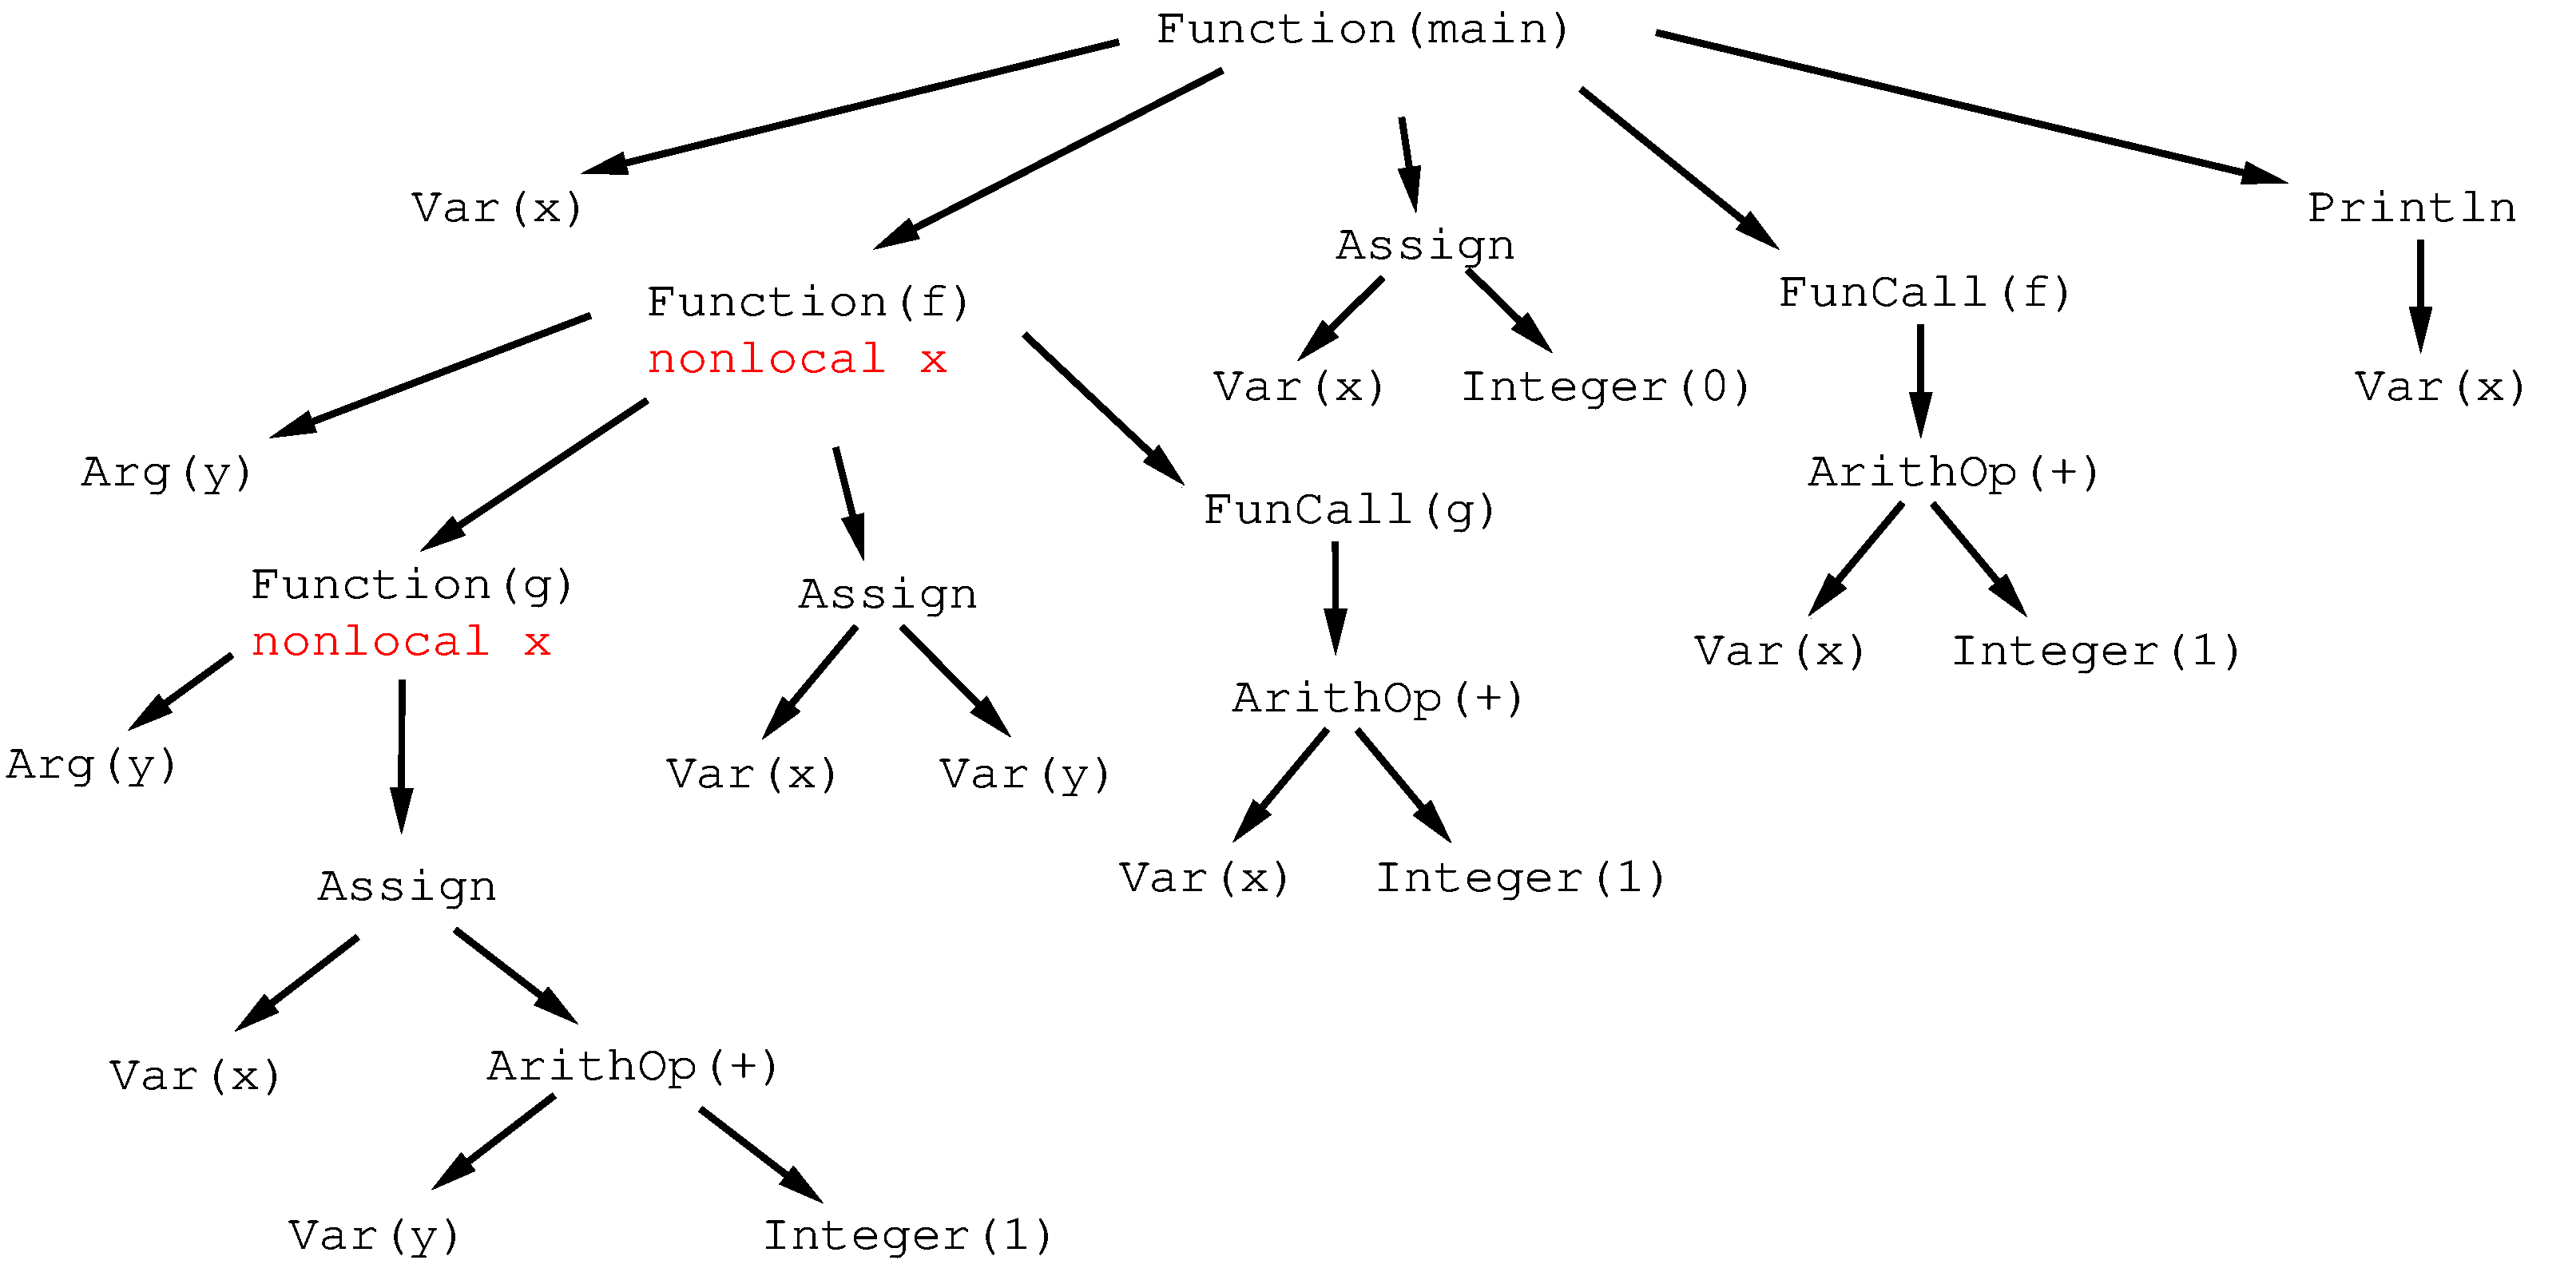 Function(main)
Var(x)
Println
Assign
Function(f)
nonlocal x
FunCall(f)
Var(x)
Integer(0)
Var(x)
Arg(y)
ArithOp(+)
FunCall(g)
Function(g)
nonlocal x
Assign
Var(x)
Integer(1)
ArithOp(+)
Arg(y)
Var(x)
Var(y)
Assign
Var(x)
Integer(1)
Var(x)
ArithOp(+)
Var(y)
Integer(1)